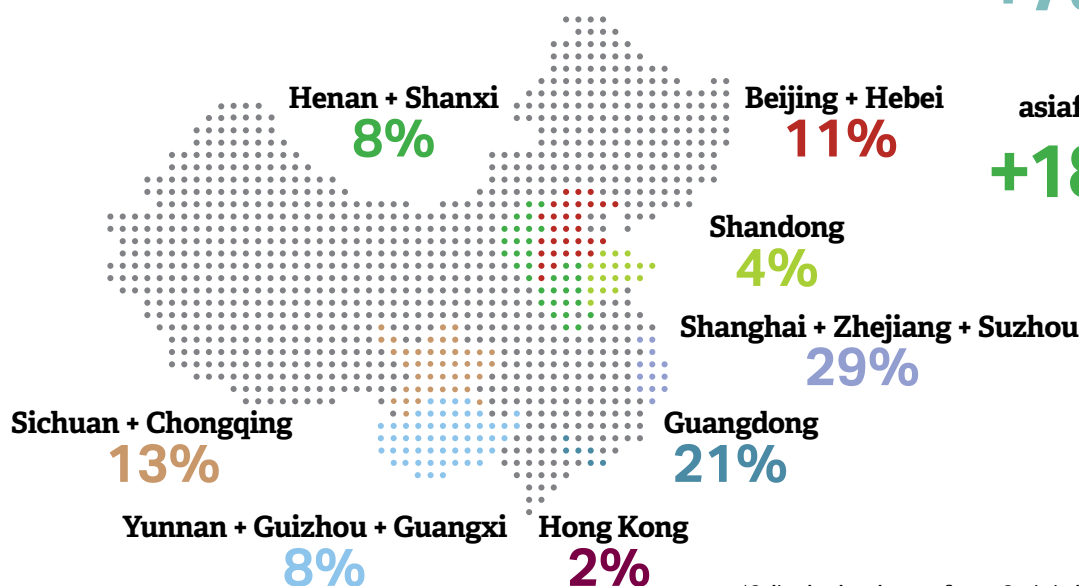 Henan + Shanxi
8%
Beijing + Hebei
11%
Shandong
4%
Shanghai + Zhejiang + Suzhou
29%
Sichuan + Chongqing
13%
Guangdong
21%
Yunnan + Guizhou + Guangxi
8%
Hong Kong
2%